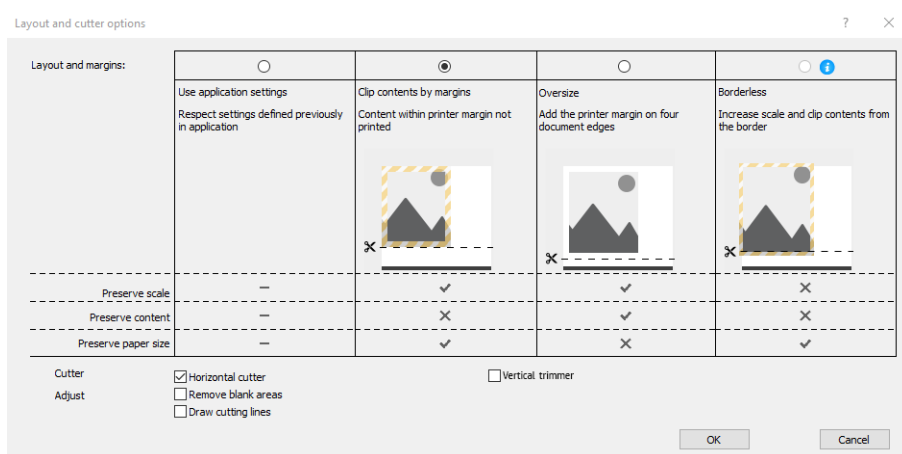 Layout and cutter options
?
Layout and margins:
i
Use application settings
Clip contents by margins
Oversize
Borderless
Respect settings defined previously
in application
Content within printer margin not
printed
Add the printer margin on four
document edges
Increase scale and clip contents from
the border
Preserve scale
Preserve content
Preserve paper size
Cutter
Horizontal cutter
Vertical trimmer
Adjust
Remove blank areas
Draw cutting lines
OK
Cancel